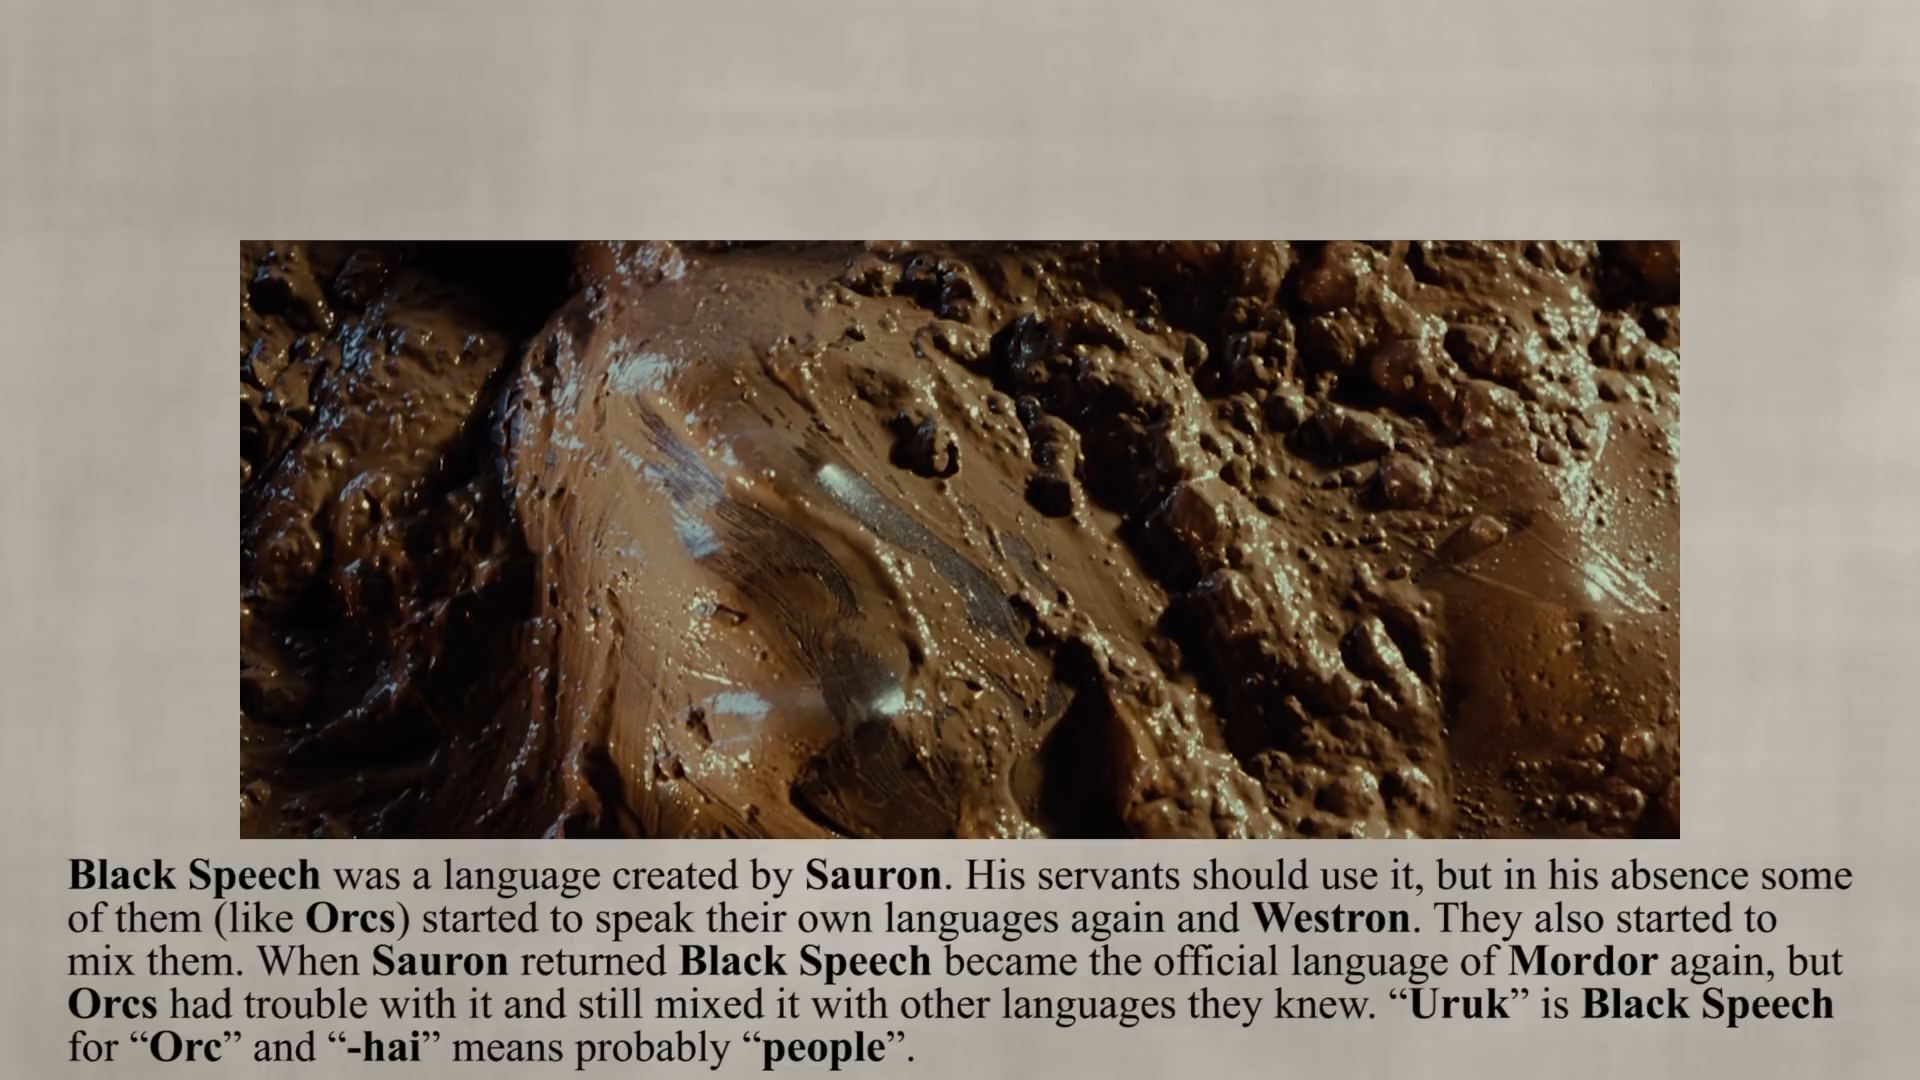 Black Speech was a language created by Sauron. His servants should use it, but in his absence some
of them (like Orcs) started to speak their own languages again and Westron. They also started to
mix them. When Sauron returned Black Speech became the official language of Mordor again, but
Orcs had trouble with it and still mixed it with other languages they knew. “Uruk” is Black Speech
for “Orc” and “-hai” means probably “people”.